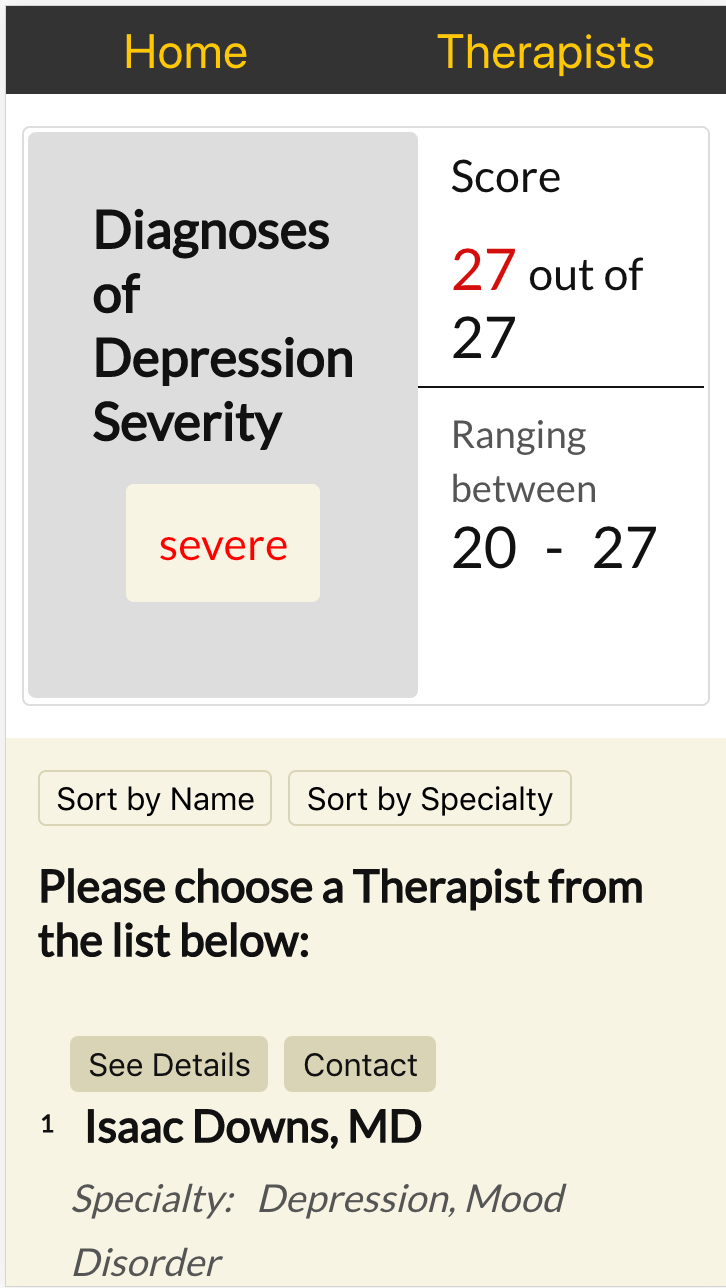 Home Therapists
Diagnoses
of
Depression
Severity
severe
Score
27 out of
27
Ranging
between
20 - 27
Sort by Name Sort by Specialty
Please choose a Therapist from
the list below:
See Details Contact
1 Isaac Downs, MD
Specialty: Depression, Mood
Disorder